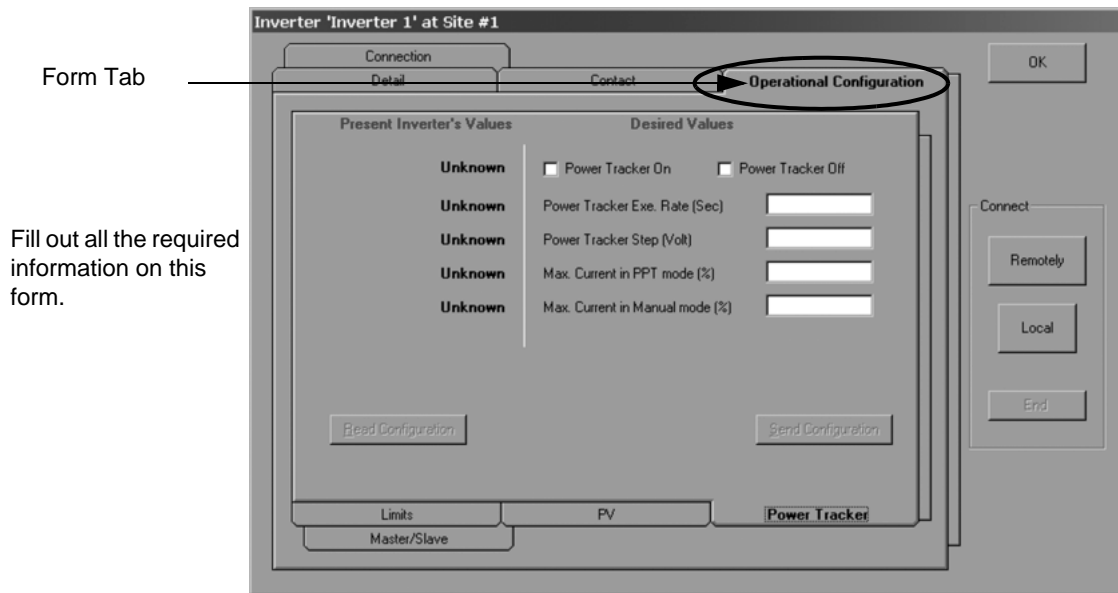 Inverter 'Inverter 1' at Site #1
Connection
OK
Form Tab
Detail
Contact
Operational Configuration
Present Inverter's Values
Desired Values
Unknown
Power Tracker On
Power Tracker Off
Unknown
Power Tracker Exe. Rate (Sec)
Connect
Fill out all the required
information on this
form.
Unknown
Power Tracker Step (Volt)
Remotely
Unknown
Max. Current in PPT mode (%)
Unknown
Max. Current in Manual mode (%)
Local
End
Read Configuration
Send Configuration
Limits
PV
Power Tracker
Master/Slave